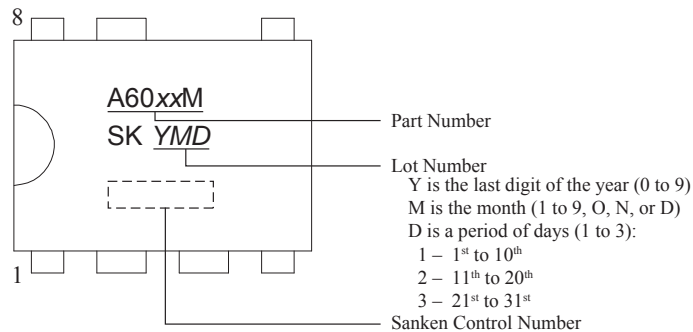 8
A60xxM
SK YMD
1
Part Number
Lot Number
Y is the last digit of the year (0 to 9)
M is the month (1 to 9, O, N, or D)
D is a period of days (1 to 3):
1 – 1st to 10th
2 – 11th to 20th
3 – 21st to 31st
Sanken Control Number